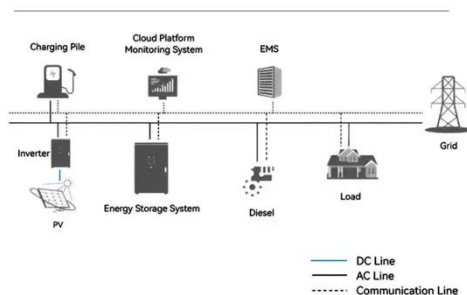 Charging Pile
Cloud Platform
Monitoring System
EMS
Grid
Inverter
PV
Energy Storage System
Diesel
Load
DC Line
AC Line
Communication Line